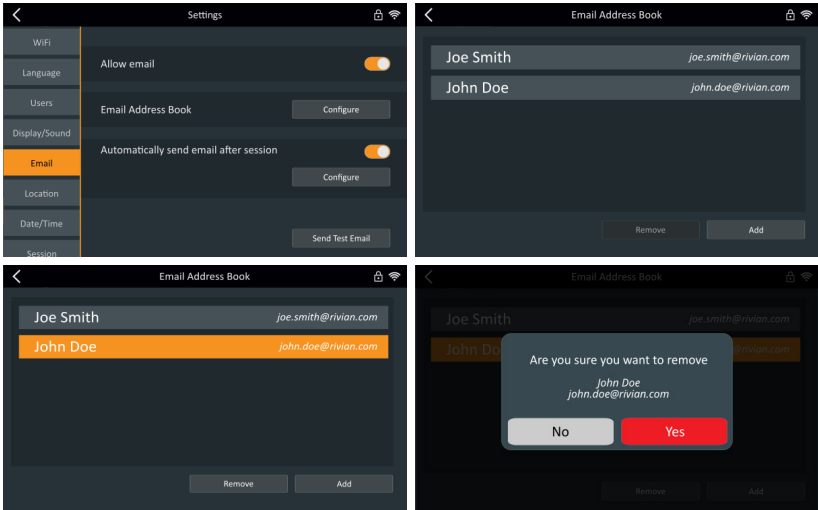 Settings
WiFi
Language
Users
Display/Sound
Email
Location
Date/Time
Session
Allow email
Email Address Book
Configure
Automatically send email after session
Configure
Send Test Email
Email Address Book
Joe Smith joe.smith@rivian.com
John Doe john.doe@rivian.com
Remove Add
Email Address Book
Joe Smith joe.smith@rivian.com
John Doe john.doe@rivian.com
Remove Add
Email Address Book
Joe Smith joe.smith@rivian.com
John Do @rivian.com
Are you sure you want to remove
John Doe
john.doe@rivian.com
No Yes
Remove Add